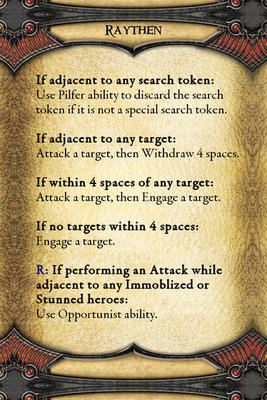 RAYTHEN
If adjacent to any search token:
Use Pilfer ability to discard the search
token if it is not a special search token.
If adjacent to any target:
Attack a target, then Withdraw 4 spaces.
If within 4 spaces of any target:
Attack a target, then Engage a target.
If no targets within 4 spaces:
Engage a target.
R: If performing an Attack while
adjacent to any Immoblized or
Stunned heroes:
Use Opportunist ability.